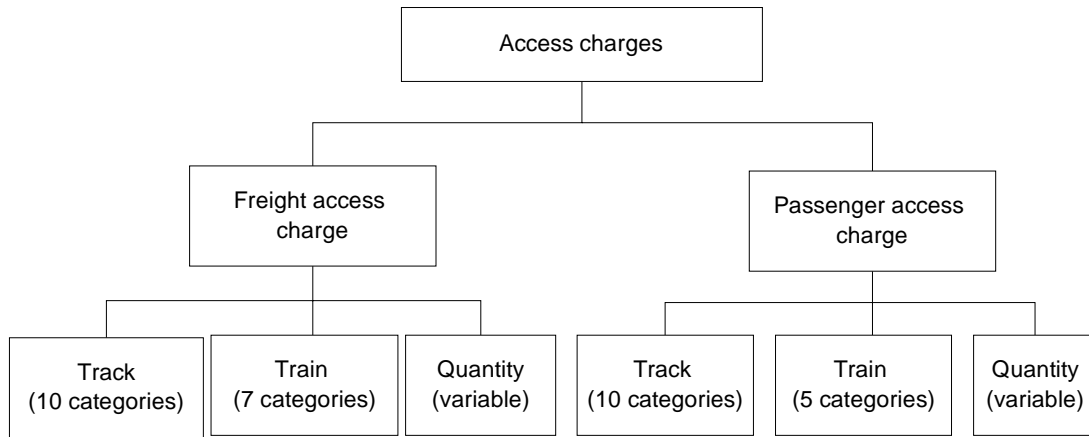 Access charges
Freight access
charge
Passenger access
charge
Track
(10 categories)
Train
(7 categories)
Quantity
(variable)
Track
(10 categories)
Train
(5 categories)
Quantity
(variable)